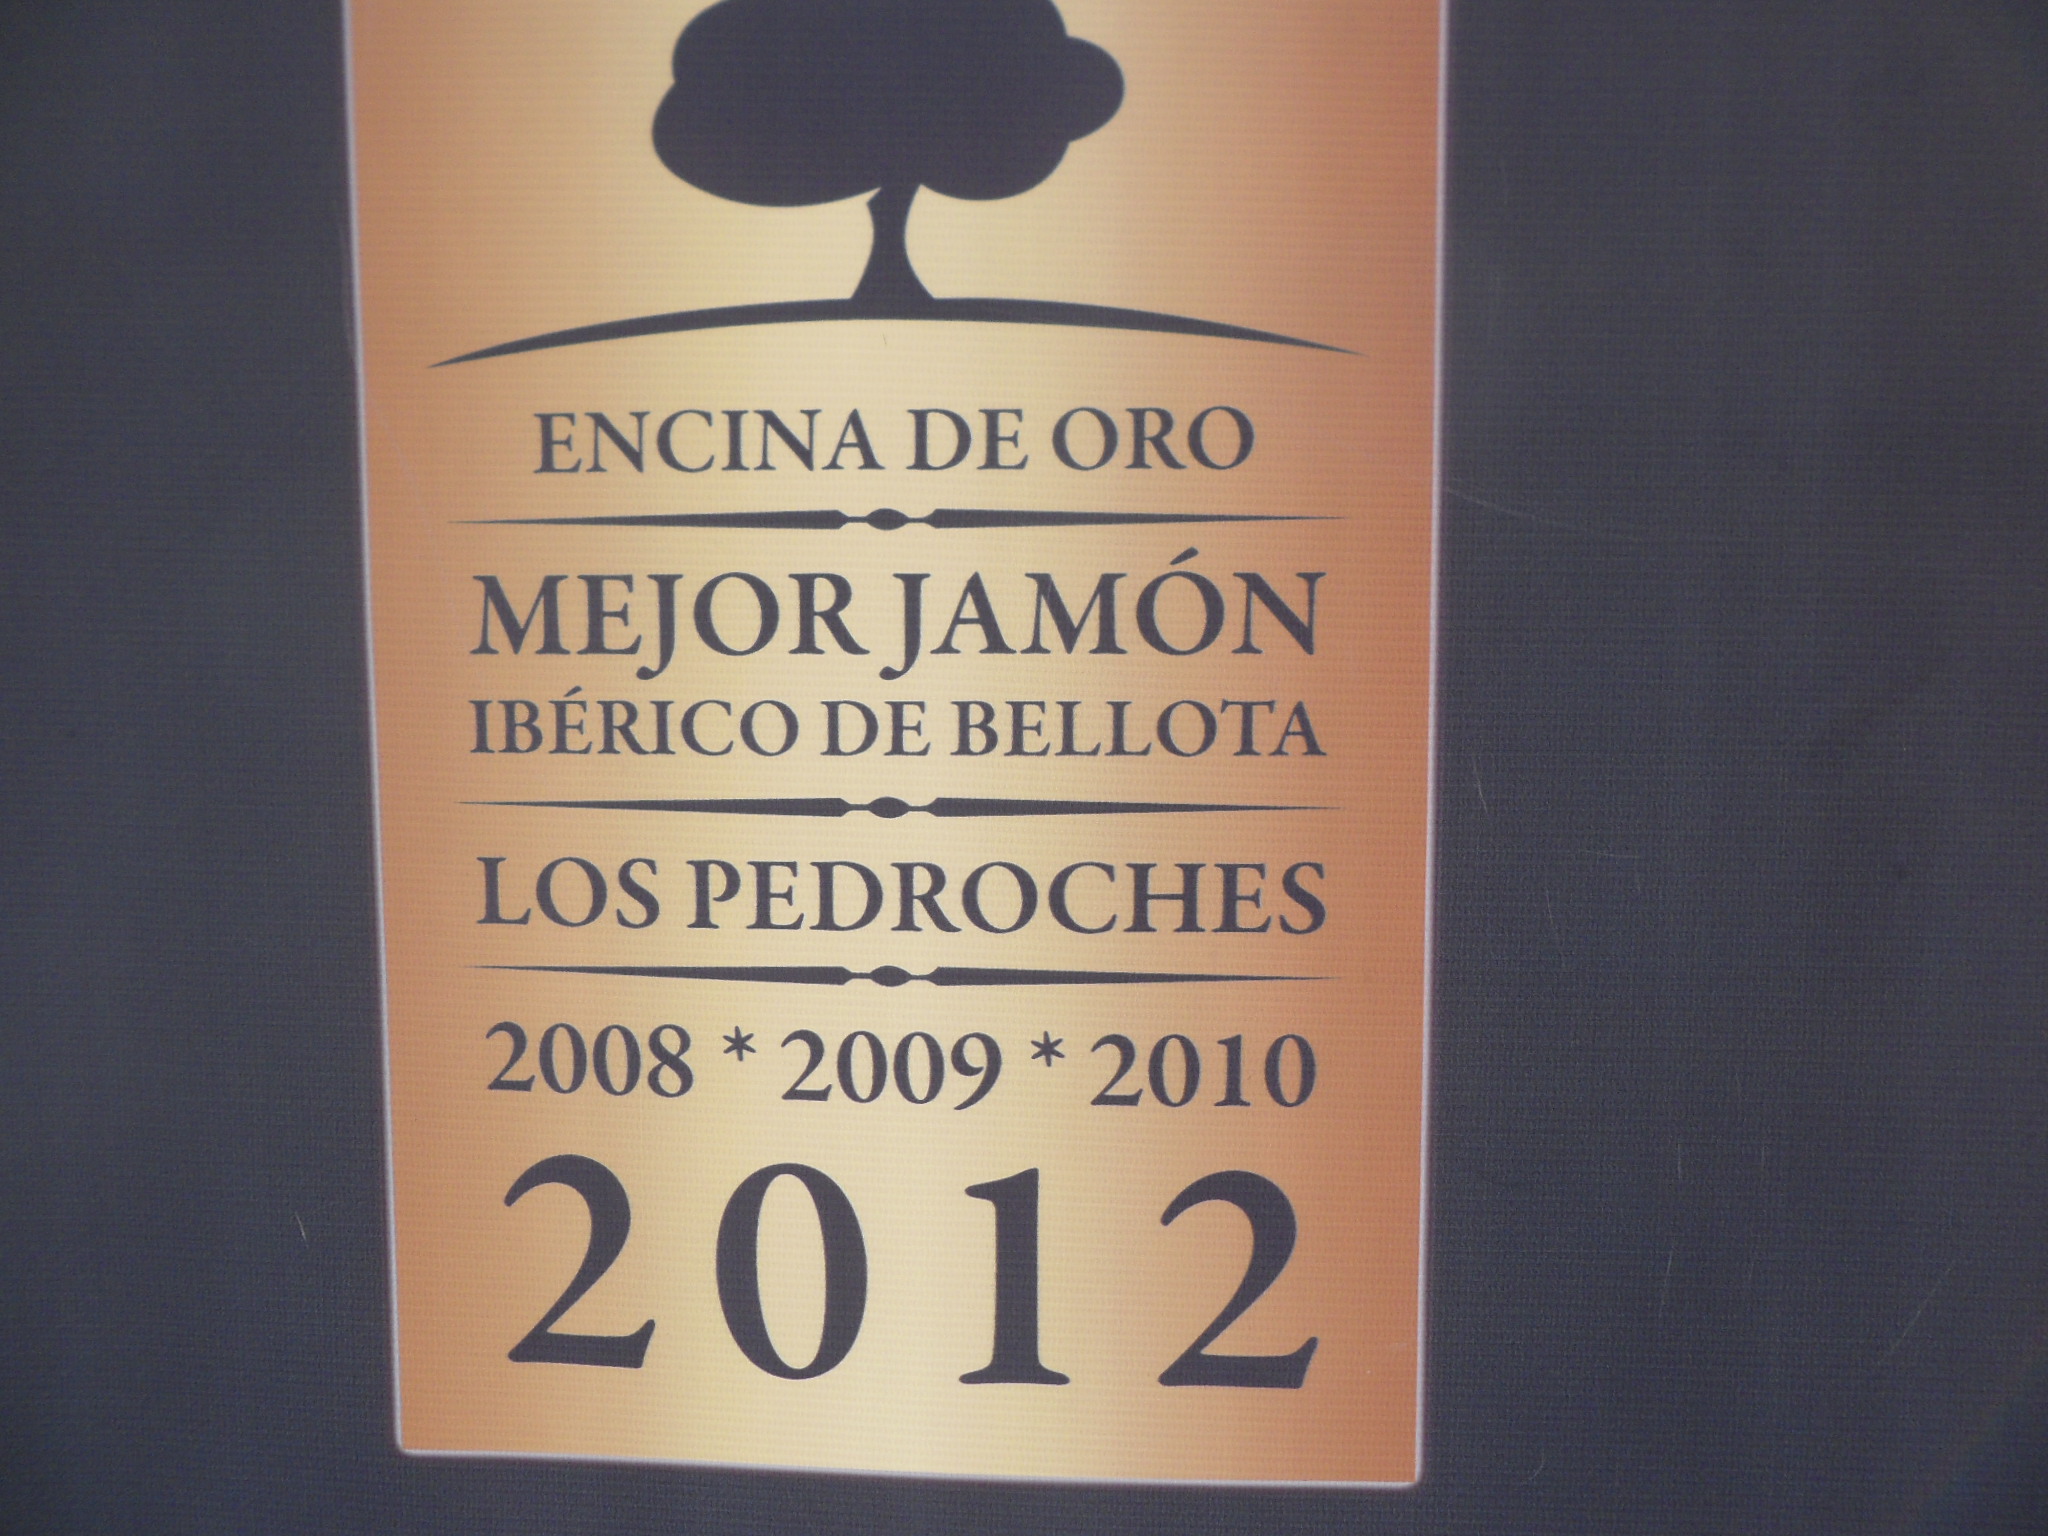 ENCINA DE ORO
MEJOR JAMÓN
IBÉRICO DE BELLOTA
LOS PEDROCHES
2008 * 2009 * 2010
2012